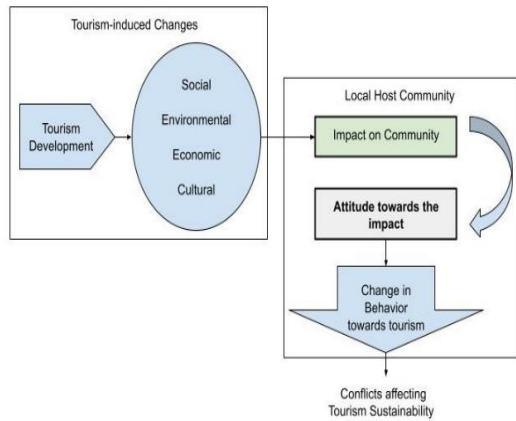 Tourism-induced Changes
Tourism
Development
Social
Environmental
Economic
Cultural
Local Host Community
Impact on Community
Attitude towards the
impact
Change in
Behavior
towards tourism
Conflicts affecting
Tourism Sustainability